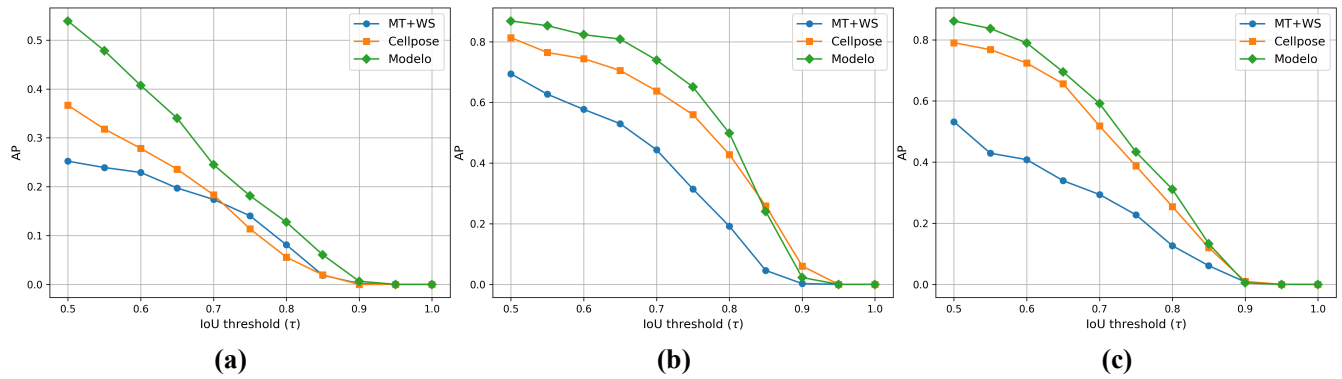 MT+WS
Cellpose
Modelo
AP
0.5
0.4
0.3
0.2
0.1
0.0
0.5 0.6 0.7 0.8 0.9 1.0
IoU threshold (τ)
(a)
MT+WS
Cellpose
Modelo
AP
0.8
0.6
0.4
0.2
0.0
0.5 0.6 0.7 0.8 0.9 1.0
IoU threshold (τ)
(b)
MT+WS
Cellpose
Modelo
AP
0.8
0.6
0.4
0.2
0.0
0.5 0.6 0.7 0.8 0.9 1.0
IoU threshold (τ)
(c)